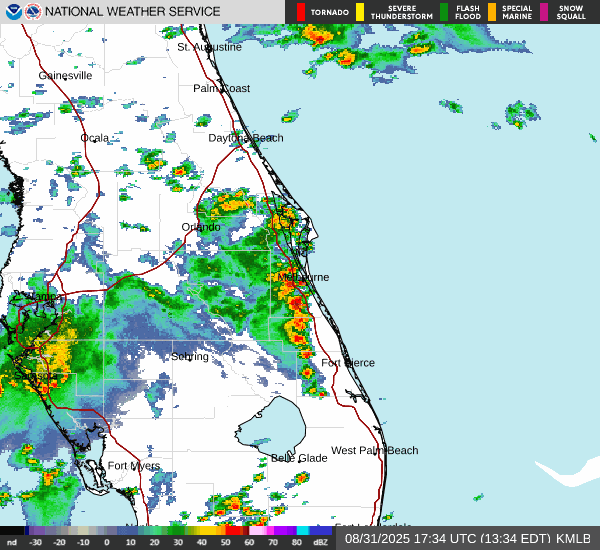 NATIONAL WEATHER SERVICE
TORNADO
SEVERE THUNDERSTORM
FLASH FLOOD
SPECIAL MARINE
SNOW SQUALL
St. Augustine
Gainesville
Palm Coast
Ocala
Daytona Beach
Orlando
Melbourne
Tampa
Sebring
Fort Pierce
Sarasota
West Palm Beach
Belle Glade
Fort Myers
nd -30 -20 -10 0 10 20 30 40 50 60 70 80 dBZ
08/31/2025 17:34 UTC (13:34 EDT) KMLB